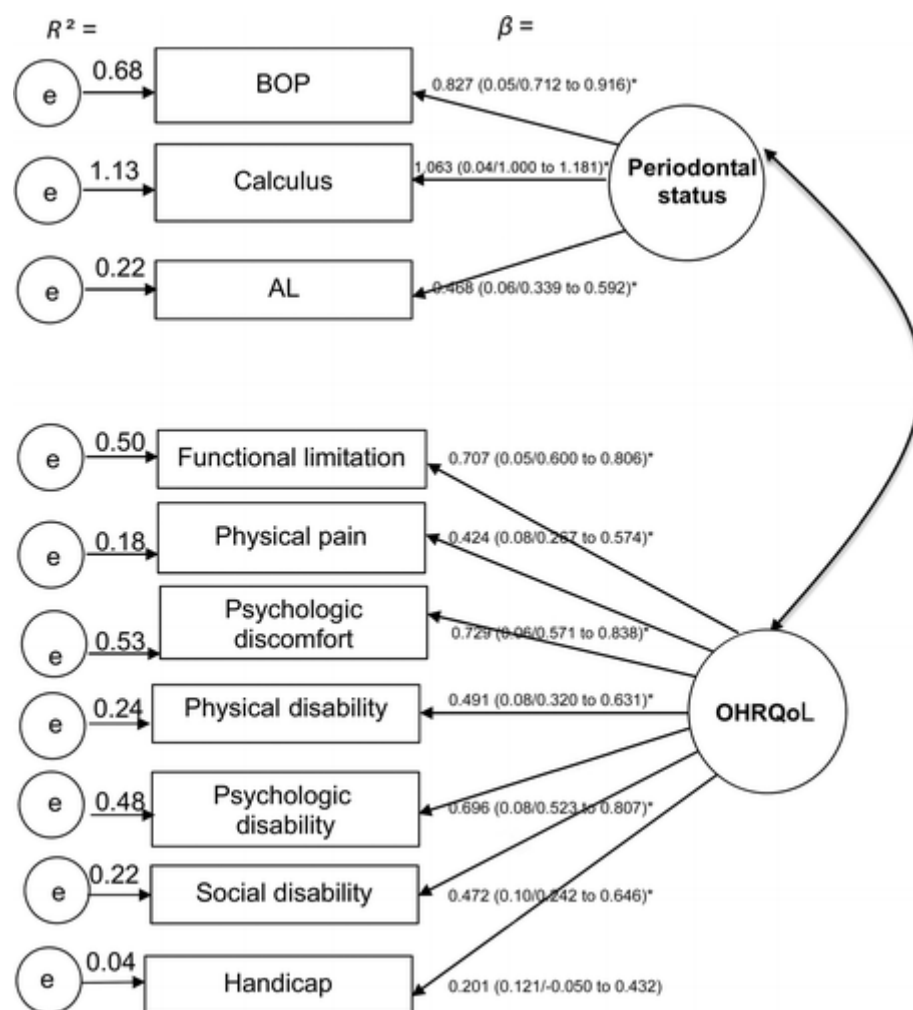 R² = β =
e 0.68 BOP 0.827 (0.05/0.712 to 0.916)*
e 1.13 Calculus 1.063 (0.04/1.000 to 1.181)*
Periodontal
status
e 0.22 AL 0.468 (0.06/0.339 to 0.592)*
e 0.50 Functional limitation 0.707 (0.05/0.600 to 0.806)*
e 0.18 Physical pain 0.424 (0.08/0.267 to 0.574)*
Psychologic
discomfort
e 0.53 0.729 (0.06/0.571 to 0.838)*
e 0.24 Physical disability 0.491 (0.08/0.320 to 0.631)*
OHRQoL
Psychologic
disability
e 0.48 0.696 (0.08/0.523 to 0.807)*
e 0.22 Social disability 0.472 (0.10/0.242 to 0.646)*
e 0.04 Handicap 0.201 (0.121/-0.050 to 0.432)